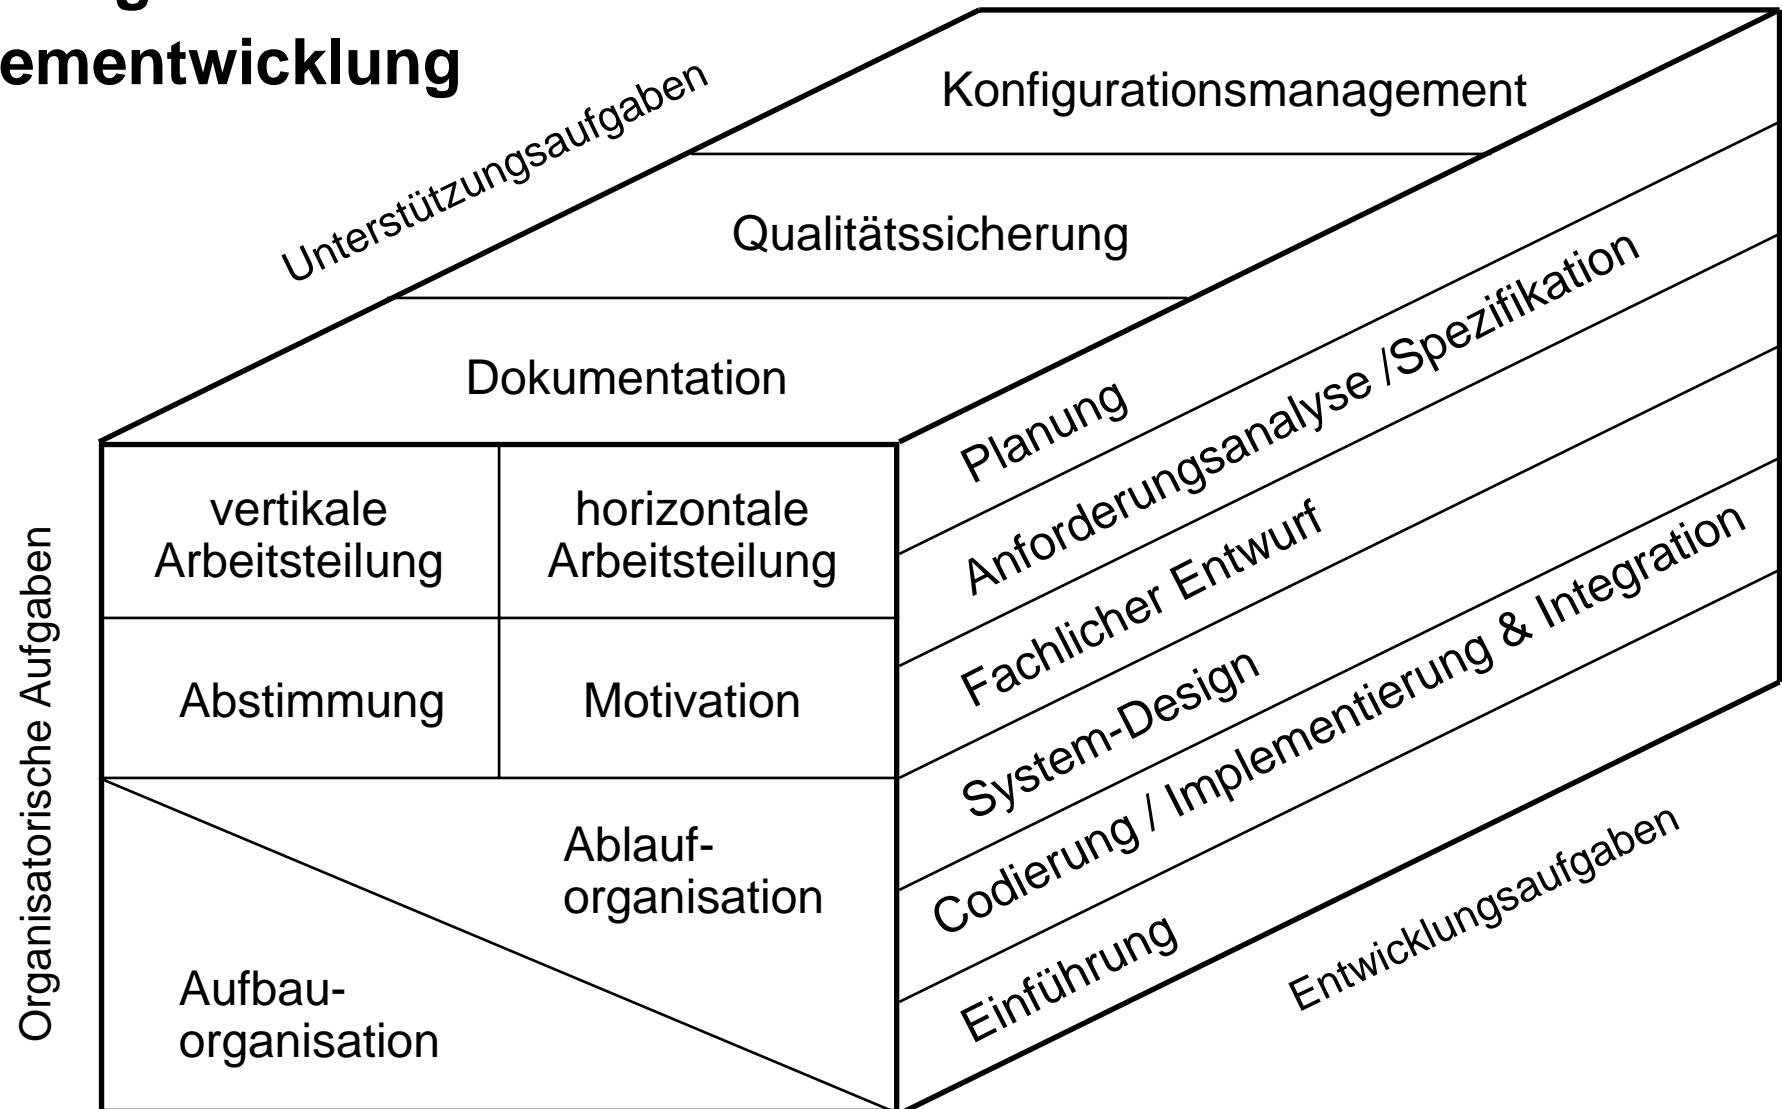 ementwicklung
Unterstützungsaufgaben
Konfigurationsmanagement
Qualitätssicherung
Dokumentation
Organisatorische Aufgaben
vertikale
Arbeitsteilung
horizontale
Arbeitsteilung
Abstimmung
Motivation
Ablauf-
organisation
Aufbau-
organisation
Planung
Anforderungsanalyse /Spezifikation
Fachlicher Entwurf
System-Design
Codierung / Implementierung & Integration
Einführung
Entwicklungsaufgaben